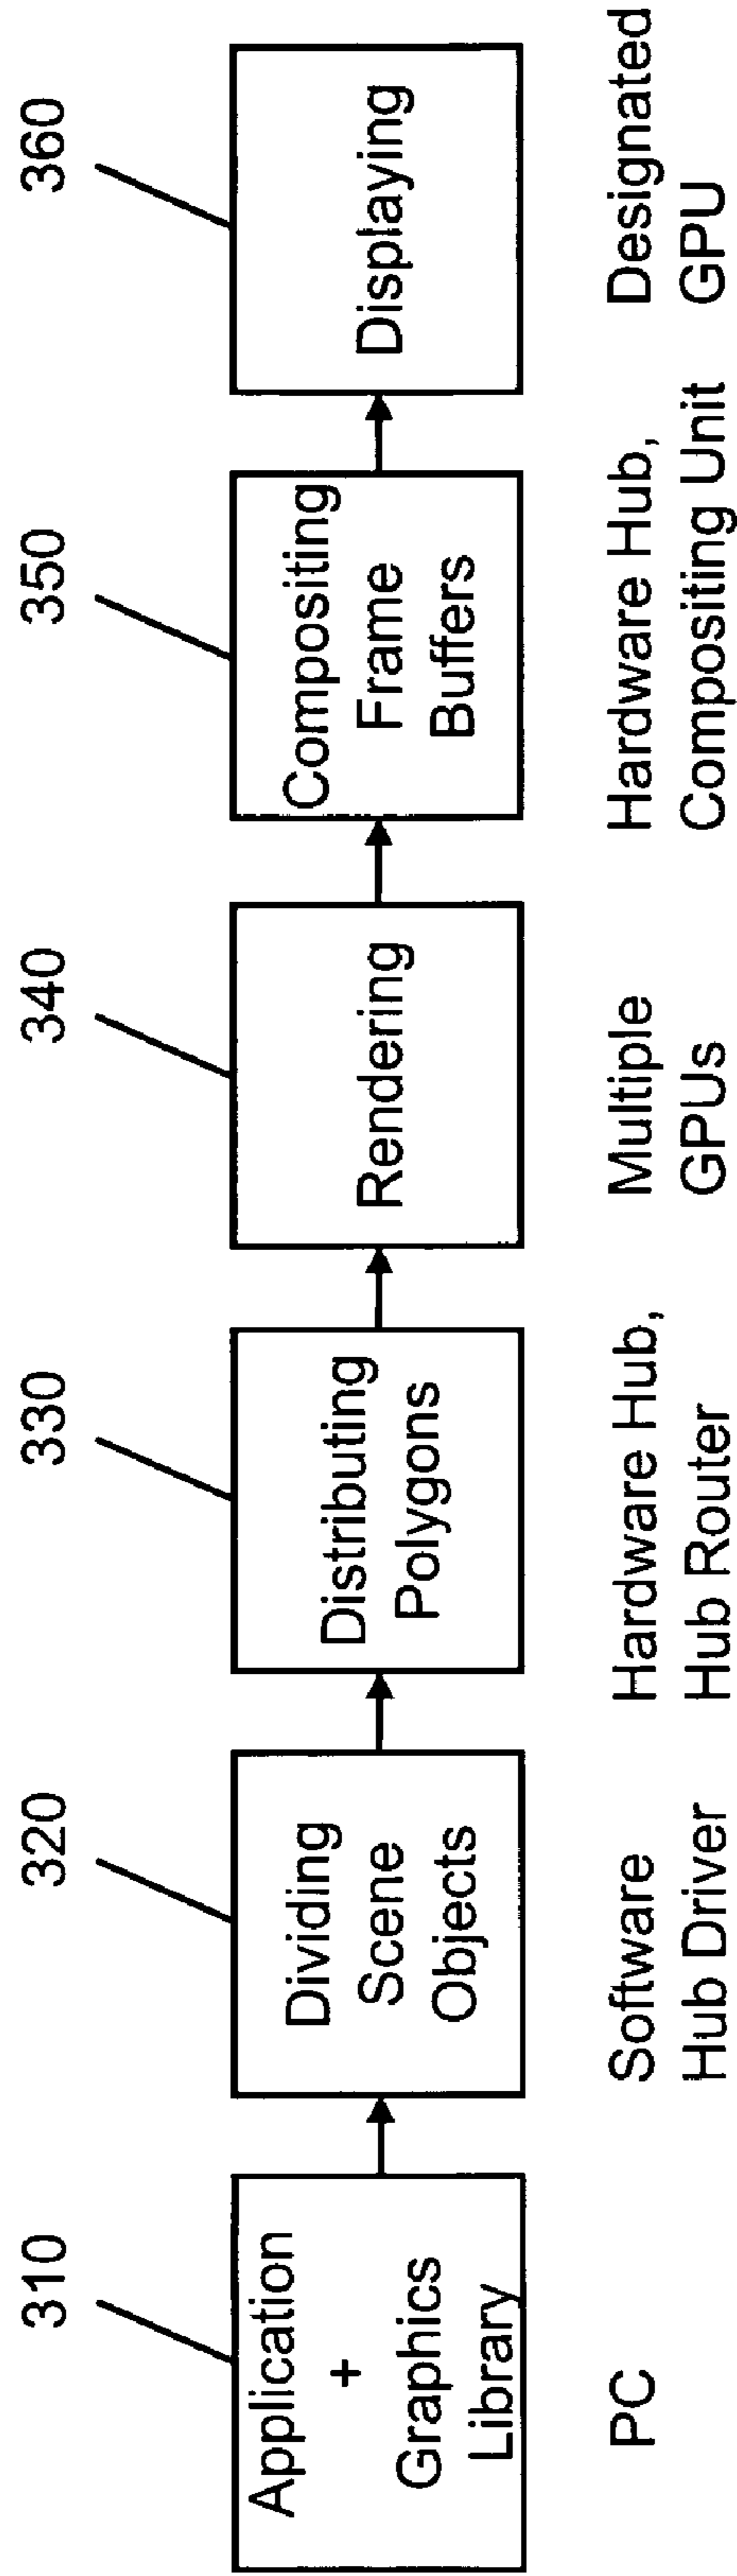 310
320
330
340
350
360
Application
+
Graphics
Library
Dividing
Scene
Objects
Distributing
Polygons
Rendering
Compositing
Frame
Buffers
Displaying
PC
Software
Hub Driver
Hardware Hub,
Hub Router
Multiple
GPUs
Hardware Hub,
Compositing Unit
Designated
GPU